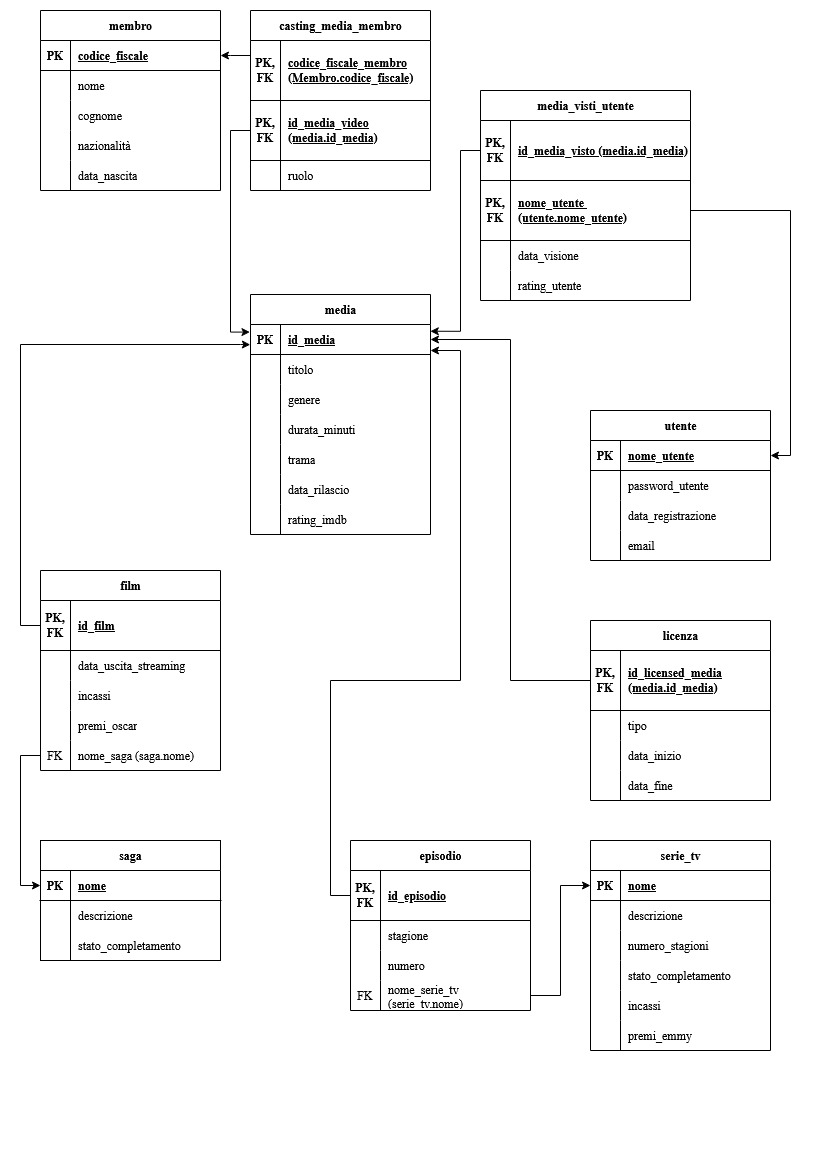 membro
PK codice_fiscale
nome
cognome
nazionalità
data_nascita
casting_media_membro
PK, FK codice_fiscale_membro
(Membro.codice_fiscale)
PK, FK id_media_video
(media.id_media)
ruolo
media_visti_utente
PK, FK id_media_visto (media.id_media)
PK, FK nome_utente
(utente.nome_utente)
data_visione
rating_utente
media
PK id_media
titolo
genere
durata_minuti
trama
data_rilascio
rating_imdb
utente
PK nome_utente
password_utente
data_registrazione
email
film
PK, FK id_film
data_uscita_streaming
incassi
premi_oscar
FK nome_saga (saga.nome)
licenza
PK, FK id_licensed_media
(media.id_media)
tipo
data_inizio
data_fine
saga
PK nome
descrizione
stato_completamento
episodio
PK, FK id_episodio
stagione
numero
FK nome_serie_tv
(serie_tv.nome)
serie_tv
PK nome
descrizione
numero_stagioni
stato_completamento
incassi
premi_emmy